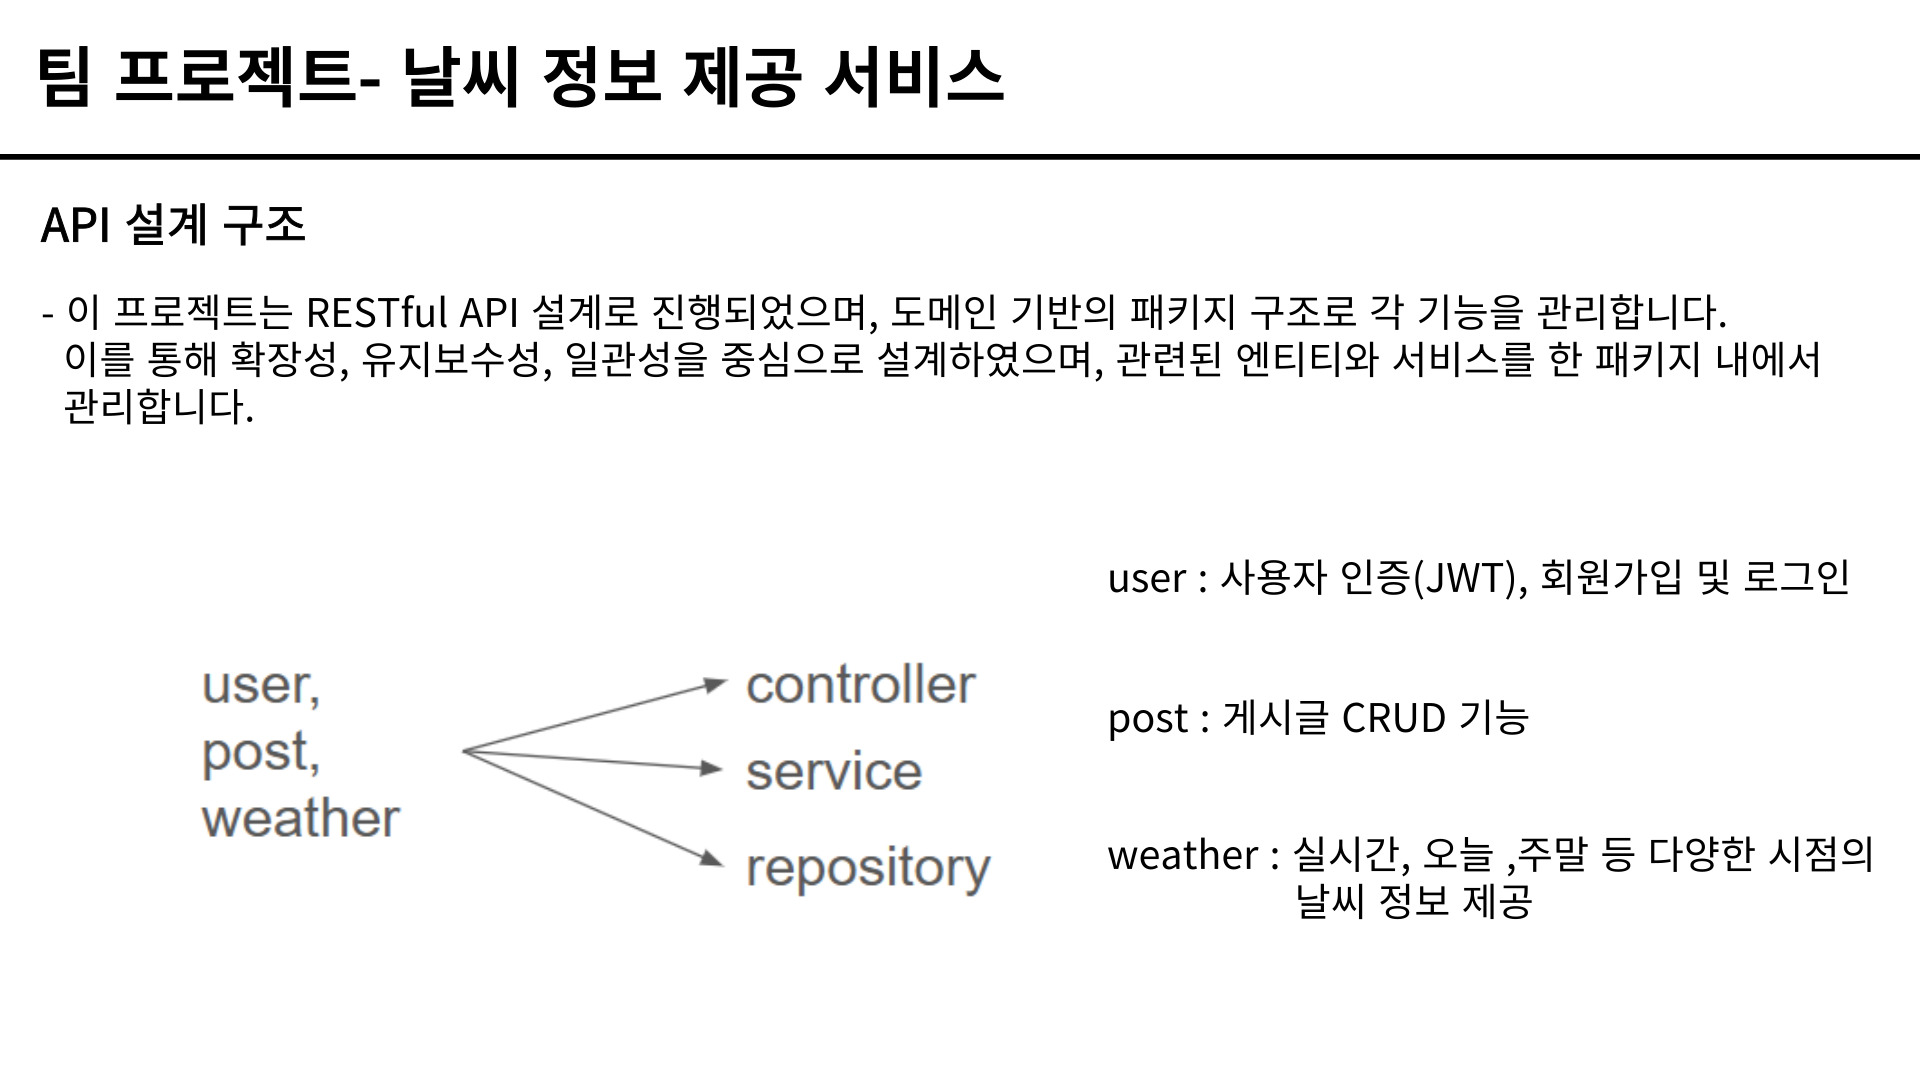 팀 프로젝트- 날씨 정보 제공 서비스
API 설계 구조
- 이 프로젝트는 RESTful API 설계로 진행되었으며, 도메인 기반의 패키지 구조로 각 기능을 관리합니다.
이를 통해 확장성, 유지보수성, 일관성을 중심으로 설계하였으며, 관련된 엔티티와 서비스를 한 패키지 내에서
관리합니다.
user,
post,
weather
controller
service
repository
user : 사용자 인증(JWT), 회원가입 및 로그인
post : 게시글 CRUD 기능
weather : 실시간, 오늘 ,주말 등 다양한 시점의
날씨 정보 제공